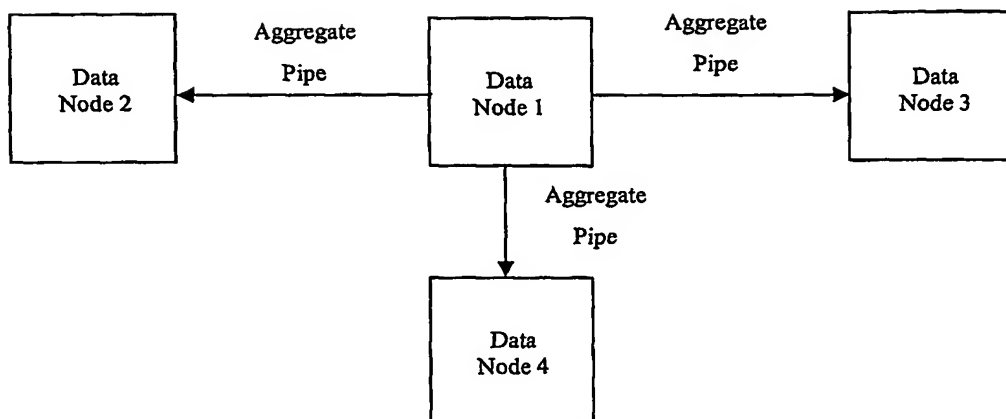 Aggregate
Pipe
Aggregate
Pipe
Data
Node 2
Data
Node 1
Data
Node 3
Aggregate
Pipe
Data
Node 4